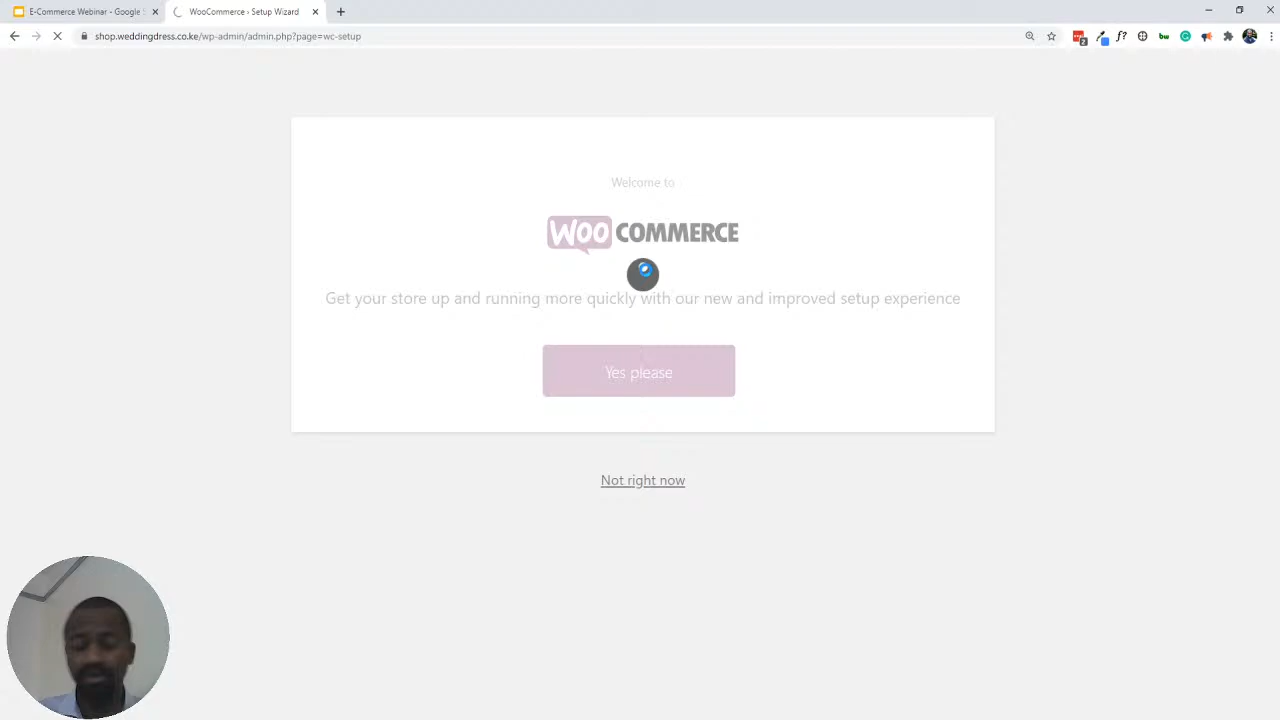 E-Commerce Webinar - Google S
WooCommerce › Setup Wizard
shop.weddingdress.co.ke/wp-admin/admin.php?page=wc-setup
Welcome to
WOO COMMERCE
Get your store up and running more quickly with our new and improved setup experience
Yes please
Not right now